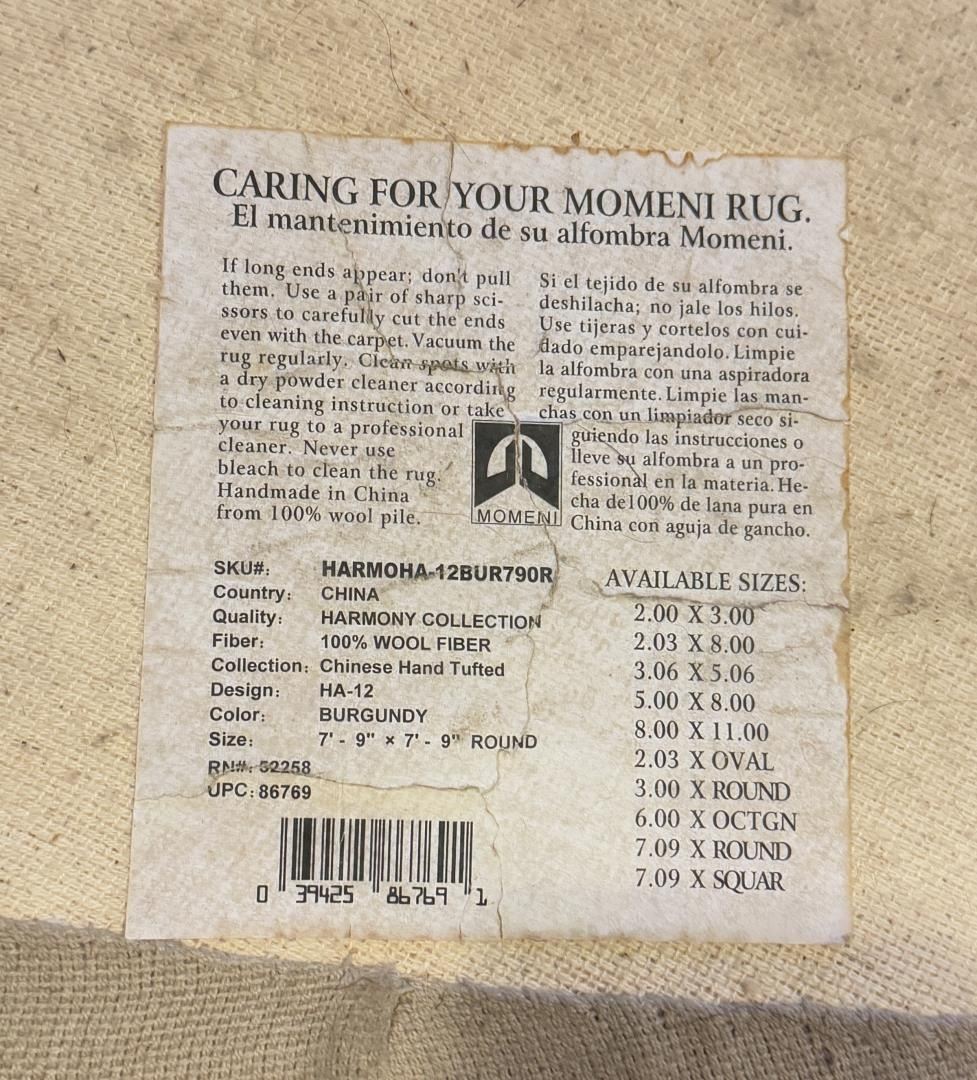 CARING FOR YOUR MOMENI RUG.
El mantenimiento de su alfombra Momeni.
If long ends appear; don't pull
them. Use a pair of sharp sci-
ssors to carefully cut the ends
even with the carpet. Vacuum the
rug regularly. Clean spots with
a dry powder cleaner according
to cleaning instruction or take
your rug to a professional
cleaner. Never use
bleach to clean the rug.
Handmade in China
from 100% wool pile.
Si el tejido de su alfombra se
deshilacha; no jale los hilos.
Use tijeras y cortelos con cui-
dado emparejandolo. Limpie
la alfombra con una aspiradora
regularmente. Limpie las man-
chas con un limpiador seco si-
guiendo las instrucciones o
lleve su alfombra a un pro-
fessional en la materia. He-
cha de100% de lana pura en
China con aguja de gancho.
MOMENI
SKU#: HARMOHA-12BUR790R
Country: CHINA
Quality: HARMONY COLLECTION
Fiber: 100% WOOL FIBER
Collection: Chinese Hand Tufted
Design: HA-12
Color: BURGUNDY
Size: 7' - 9" × 7' - 9" ROUND
RN#: 52258
UPC: 86769
0 39425 86769 1
AVAILABLE SIZES:
2.00 X 3.00
2.03 X 8.00
3.06 X 5.06
5.00 X 8.00
8.00 X 11.00
2.03 X OVAL
3.00 X ROUND
6.00 X OCTGN
7.09 X ROUND
7.09 X SQUAR